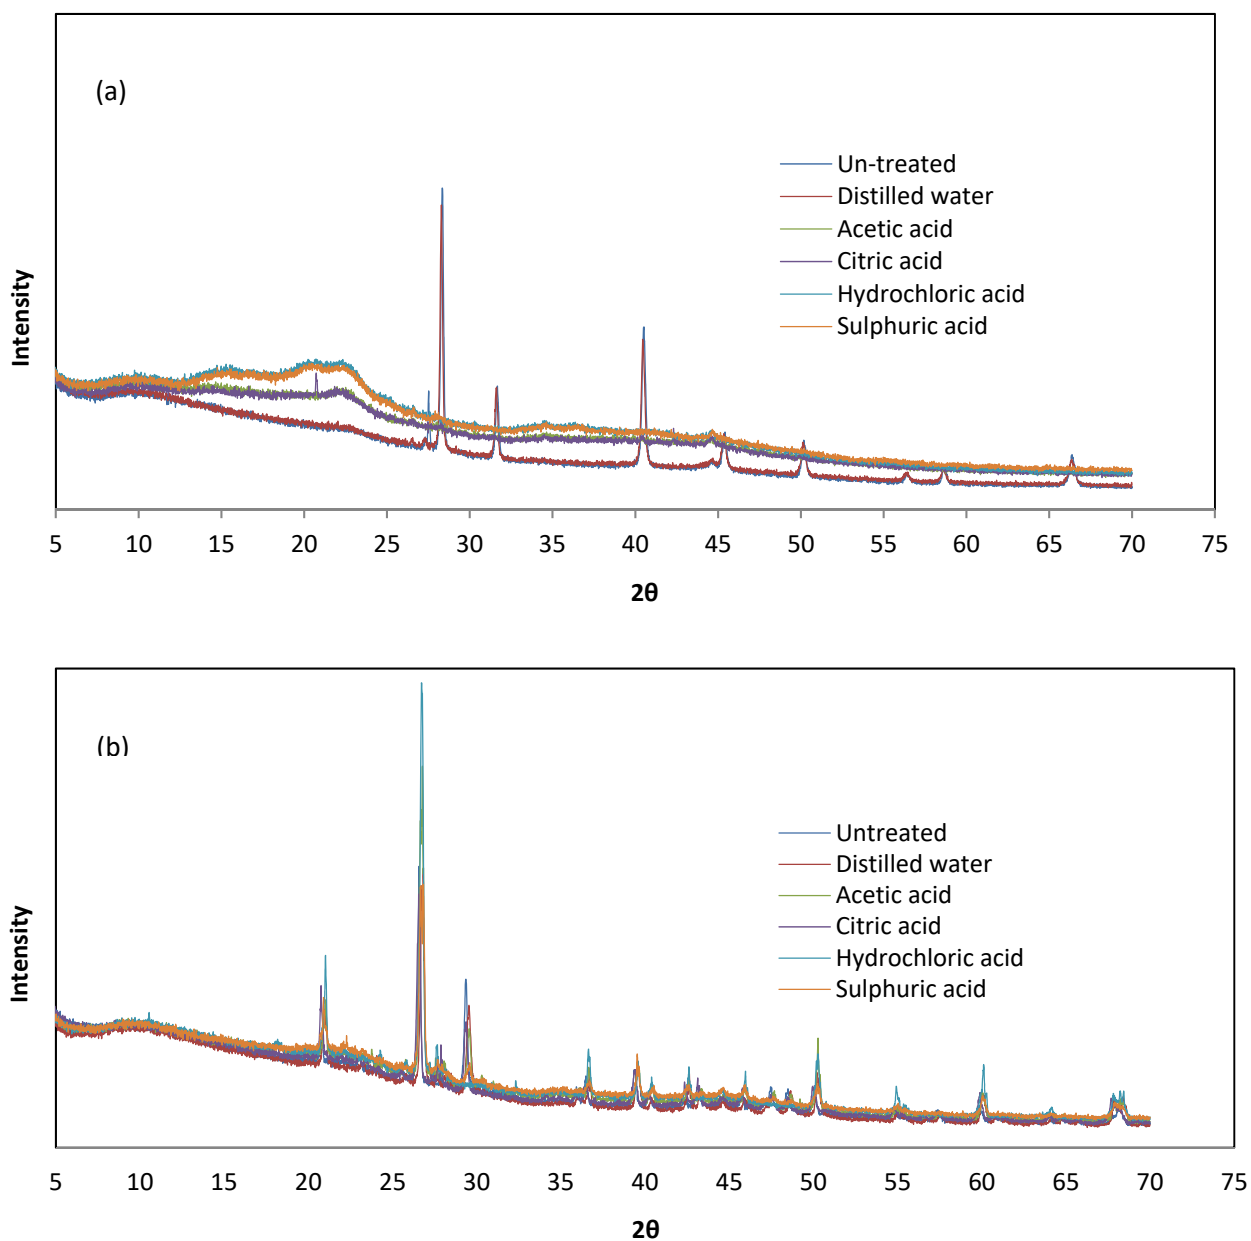 (a)
Un-treated
Distilled water
Acetic acid
Citric acid
Hydrochloric acid
Sulphuric acid
Intensity
5 10 15 20 25 30 35 40 45 50 55 60 65 70 75
2θ
(b)
Untreated
Distilled water
Acetic acid
Citric acid
Hydrochloric acid
Sulphuric acid
Intensity
5 10 15 20 25 30 35 40 45 50 55 60 65 70 75
2θ